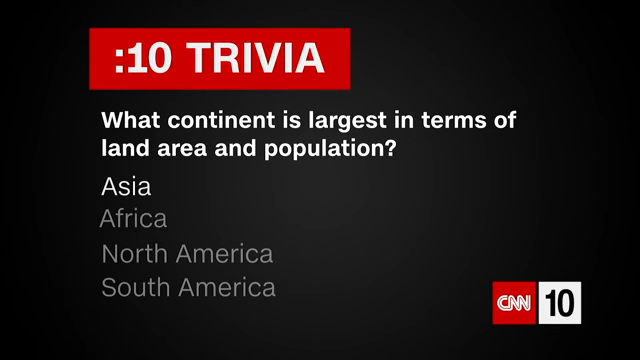 :10 TRIVIA
What continent is largest in terms of
land area and population?
Asia
Africa
North America
South America
CNN 10